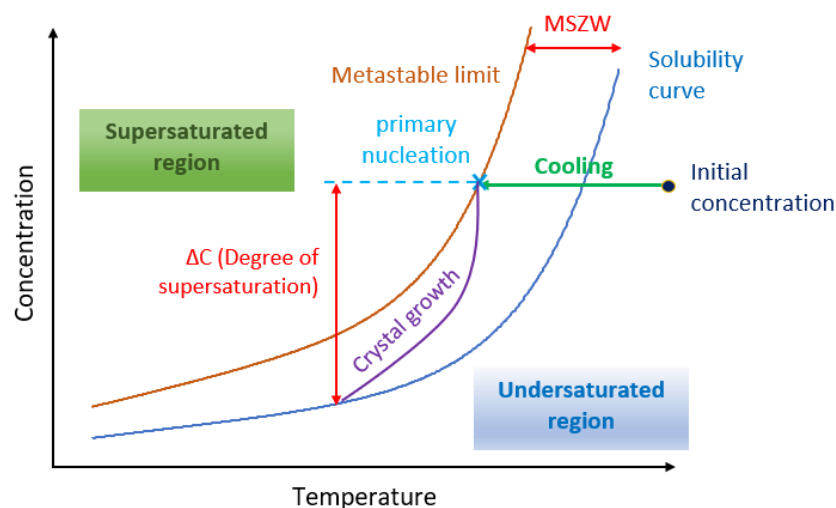 MSZW
Metastable limit
Solubility
curve
Supersaturated
region
primary
nucleation
Cooling
Initial
concentration
Concentration
ΔC (Degree of
supersaturation)
Crystal growth
Undersaturated
region
Temperature